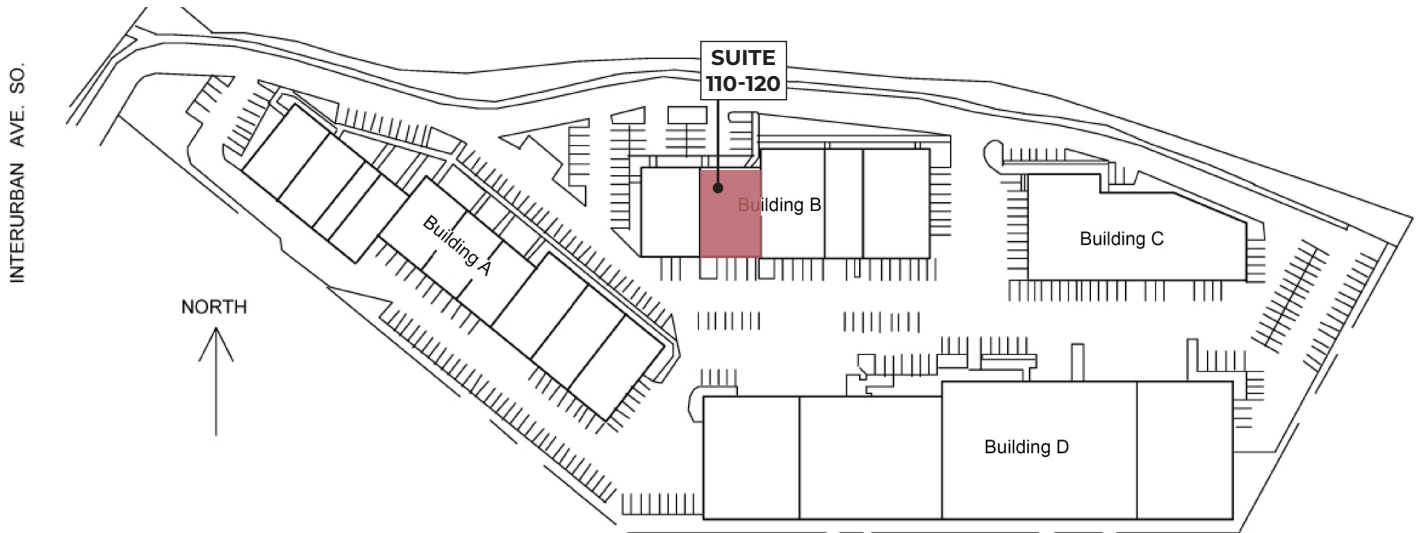 INTERURBAN AVE. SO.
SUITE
110-120
Building B
Building A
Building C
NORTH
Building D